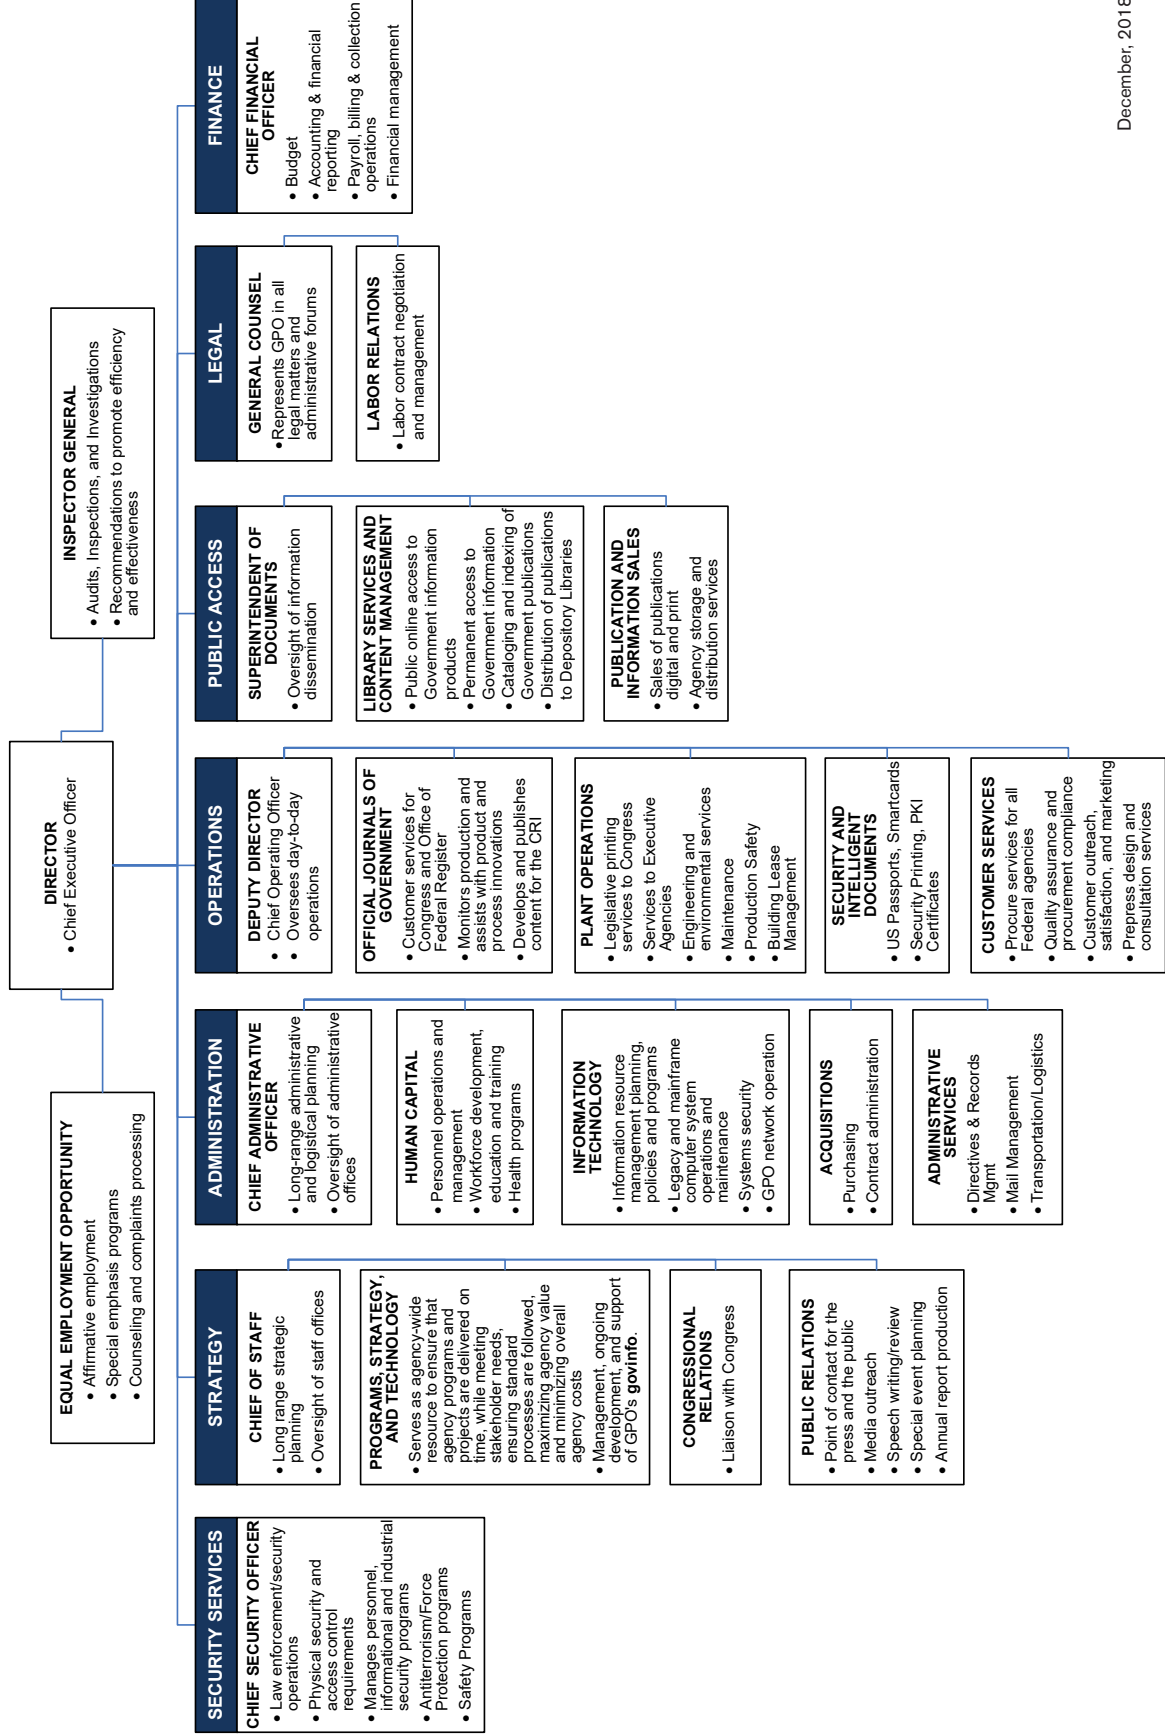 DIRECTOR
• Chief Executive Officer
EQUAL EMPLOYMENT OPPORTUNITY
• Affirmative employment
• Special emphasis programs
• Counseling and complaints processing
INSPECTOR GENERAL
• Audits, Inspections, and Investigations
• Recommendations to promote efficiency
and effectiveness
SECURITY SERVICES
CHIEF SECURITY OFFICER
• Law enforcement/security
operations
• Physical security and
access control
requirements
• Manages personnel,
informational and industrial
security programs
• Antiterrorism/Force
Protection programs
• Safety Programs
STRATEGY
CHIEF OF STAFF
• Long range strategic
planning
• Oversight of staff offices
PROGRAMS, STRATEGY,
AND TECHNOLOGY
• Serves as agency-wide
resource to ensure that
agency programs and
projects are delivered on
time, while meeting
stakeholder needs,
ensuring standard
processes are followed,
maximizing agency value
and minimizing overall
agency costs
• Management, ongoing
development, and support
of GPO's govinfo.
CONGRESSIONAL
RELATIONS
• Liaison with Congress
PUBLIC RELATIONS
• Point of contact for the
press and the public
• Media outreach
• Speech writing/review
• Special event planning
• Annual report production
ADMINISTRATION
CHIEF ADMINISTRATIVE
OFFICER
• Long-range administrative
and logistical planning
• Oversight of administrative
offices
HUMAN CAPITAL
• Personnel operations and
management
• Workforce development,
education and training
• Health programs
INFORMATION
TECHNOLOGY
• Information resource
management planning,
policies and programs
• Legacy and mainframe
computer system
operations and
maintenance
• Systems security
• GPO network operation
ACQUISITIONS
• Purchasing
• Contract administration
ADMINISTRATIVE
SERVICES
• Directives & Records
Mgmt
• Mail Management
• Transportation/Logistics
OPERATIONS
DEPUTY DIRECTOR
• Chief Operating Officer
• Oversees day-to-day
operations
OFFICIAL JOURNALS OF
GOVERNMENT
• Customer services for
Congress and Office of
Federal Register
• Monitors production and
assists with product and
process innovations
• Develops and publishes
content for the CRI
PLANT OPERATIONS
• Legislative printing
services to Congress
• Services to Executive
Agencies
• Engineering and
environmental services
• Maintenance
• Production Safety
• Building Lease
Management
SECURITY AND
INTELLIGENT
DOCUMENTS
• US Passports, Smartcards
• Security Printing, PKI
Certificates
CUSTOMER SERVICES
• Procure services for all
Federal agencies
• Quality assurance and
procurement compliance
• Customer outreach,
satisfaction, and marketing
• Prepress design and
consultation services
PUBLIC ACCESS
SUPERINTENDENT OF
DOCUMENTS
• Oversight of information
dissemination
LIBRARY SERVICES AND
CONTENT MANAGEMENT
• Public online access to
Government information
products
• Permanent access to
Government information
• Cataloging and indexing of
Government publications
• Distribution of publications
to Depository Libraries
PUBLICATION AND
INFORMATION SALES
• Sales of publications
digital and print
• Agency storage and
distribution services
LEGAL
GENERAL COUNSEL
• Represents GPO in all
legal matters and
administrative forums
LABOR RELATIONS
• Labor contract negotiation
and management
FINANCE
CHIEF FINANCIAL
OFFICER
• Budget
• Accounting & financial
reporting
• Payroll, billing & collection
operations
• Financial management
December, 2018